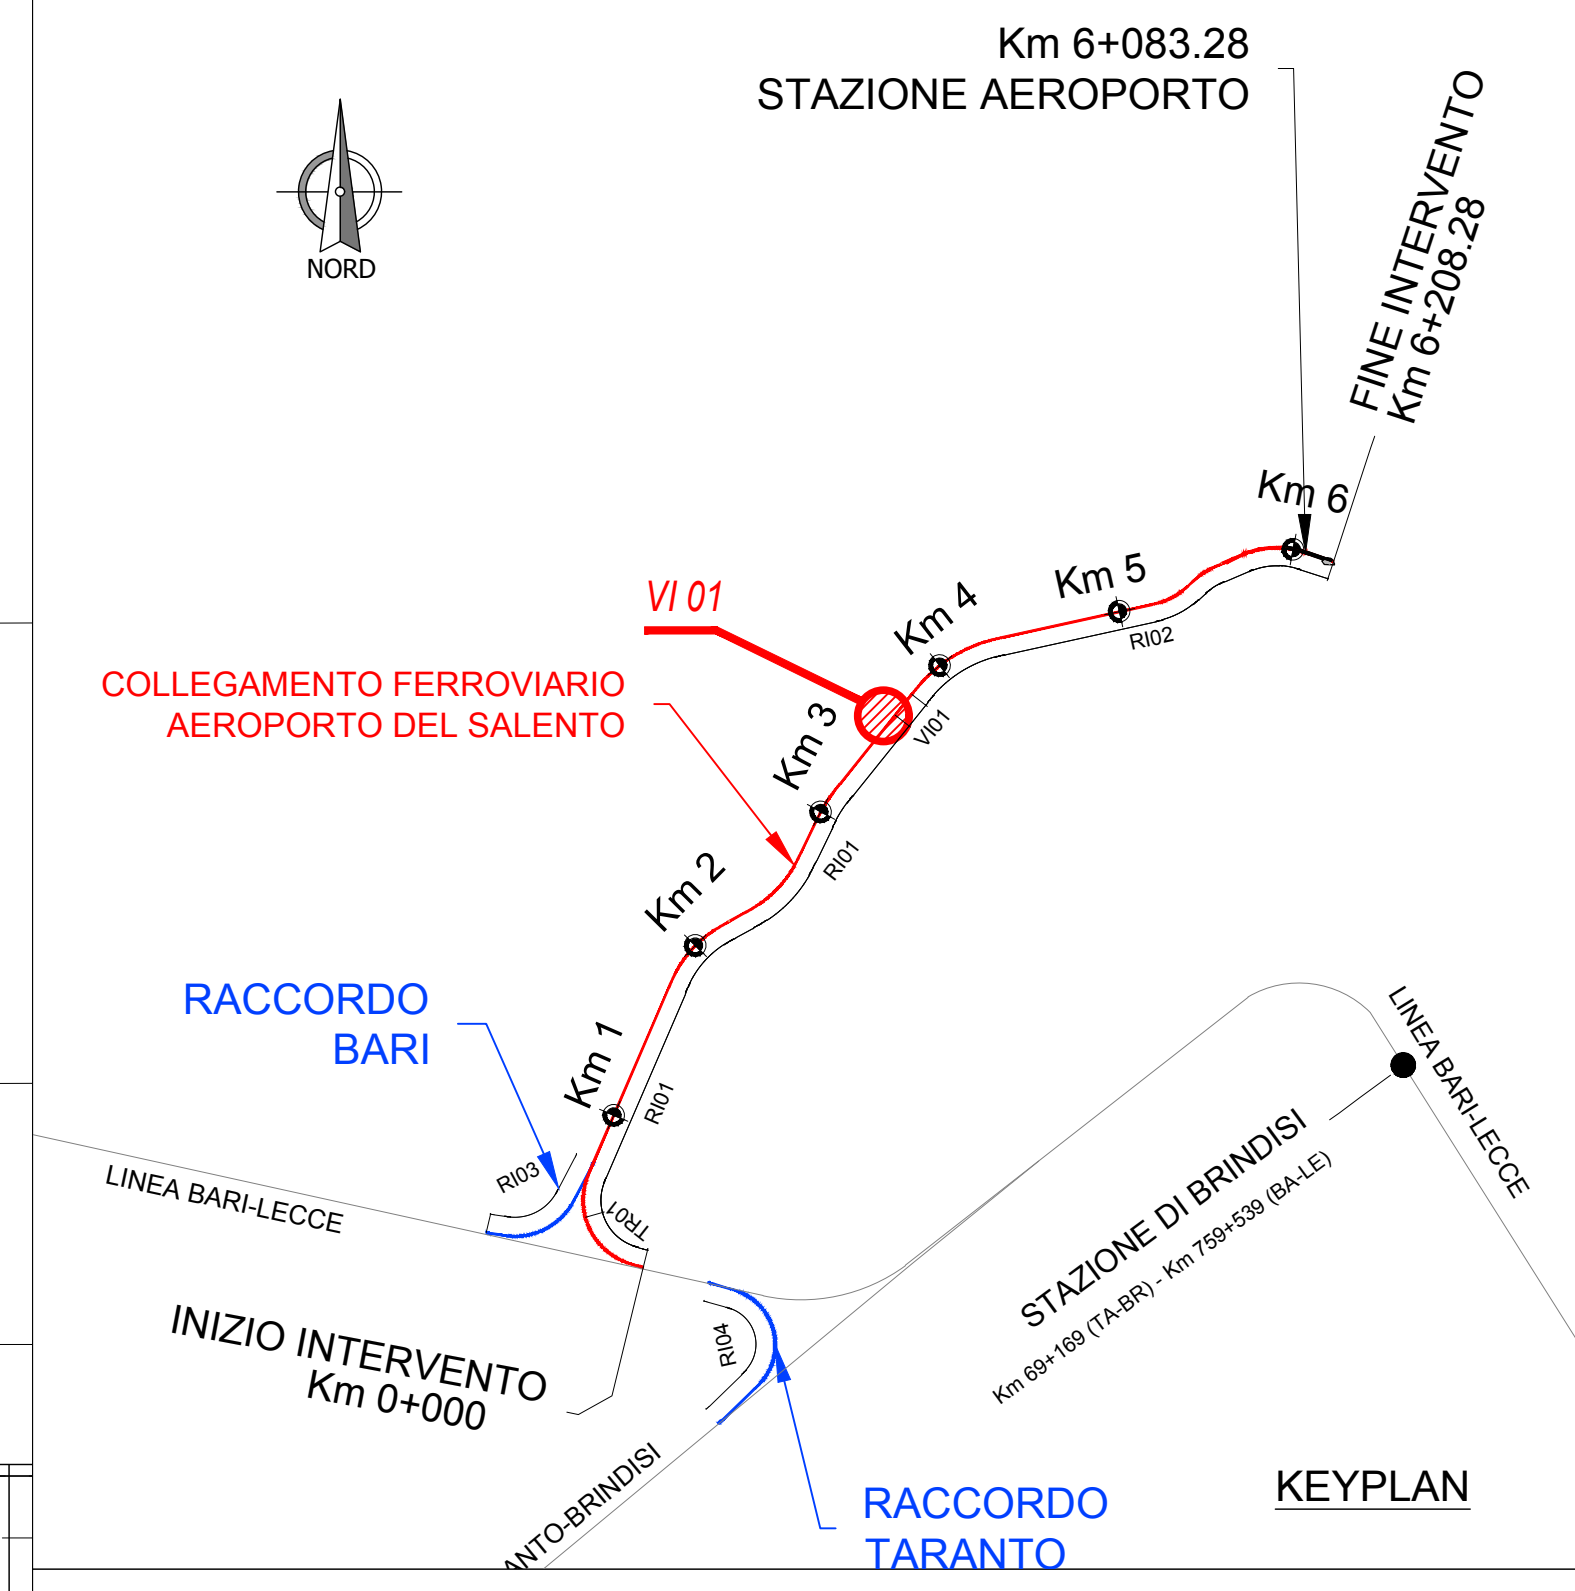 Km 6+083.28
STAZIONE AEROPORTO
FINE INTERVENTO
Km 6+208.28
NORD
Km 6
Km 5
RI02
Km 4
VI 01
VI01
COLLEGAMENTO FERROVIARIO
AEROPORTO DEL SALENTO
Km 3
RI01
Km 2
RACCORDO
BARI
Km 1
RI01
LINEA BARI-LECCE
RI03
TR01
LINEA BARI-LECCE
STAZIONE DI BRINDISI
Km 69+169 (TA-BR) - Km 759+539 (BA-LE)
INIZIO INTERVENTO
Km 0+000
RI04
ANTO-BRINDISI
RACCORDO
TARANTO
KEYPLAN